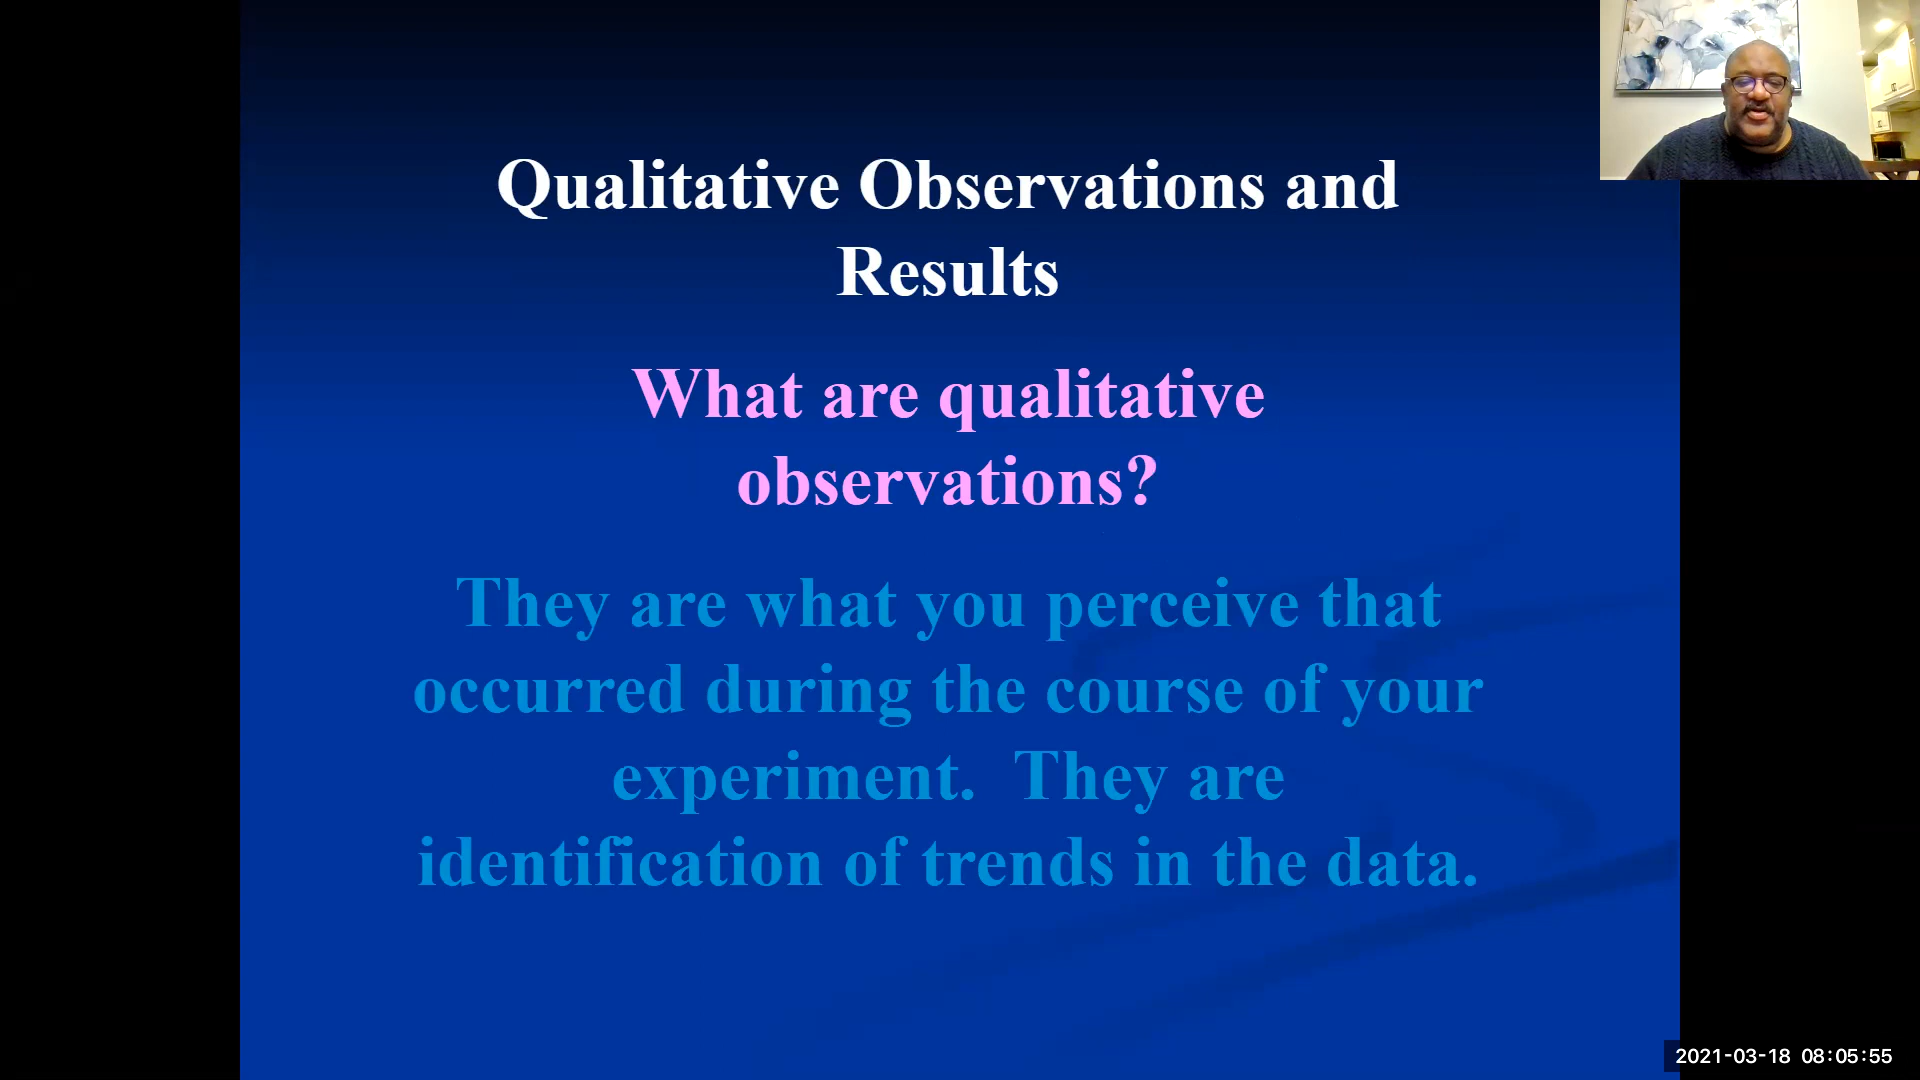 Qualitative Observations and
Results
What are qualitative
observations?
They are what you perceive that
occurred during the course of your
experiment.  They are
identification of trends in the data.
2021-03-18 08:05:55